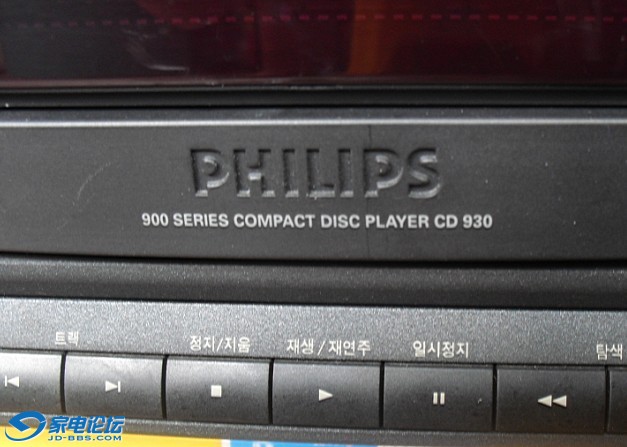 PHILIPS
900 SERIES COMPACT DISC PLAYER CD 930
트랙 정지/지움 재생/재연주 일시정지 탐색
家电论坛
JD-BBS.COM